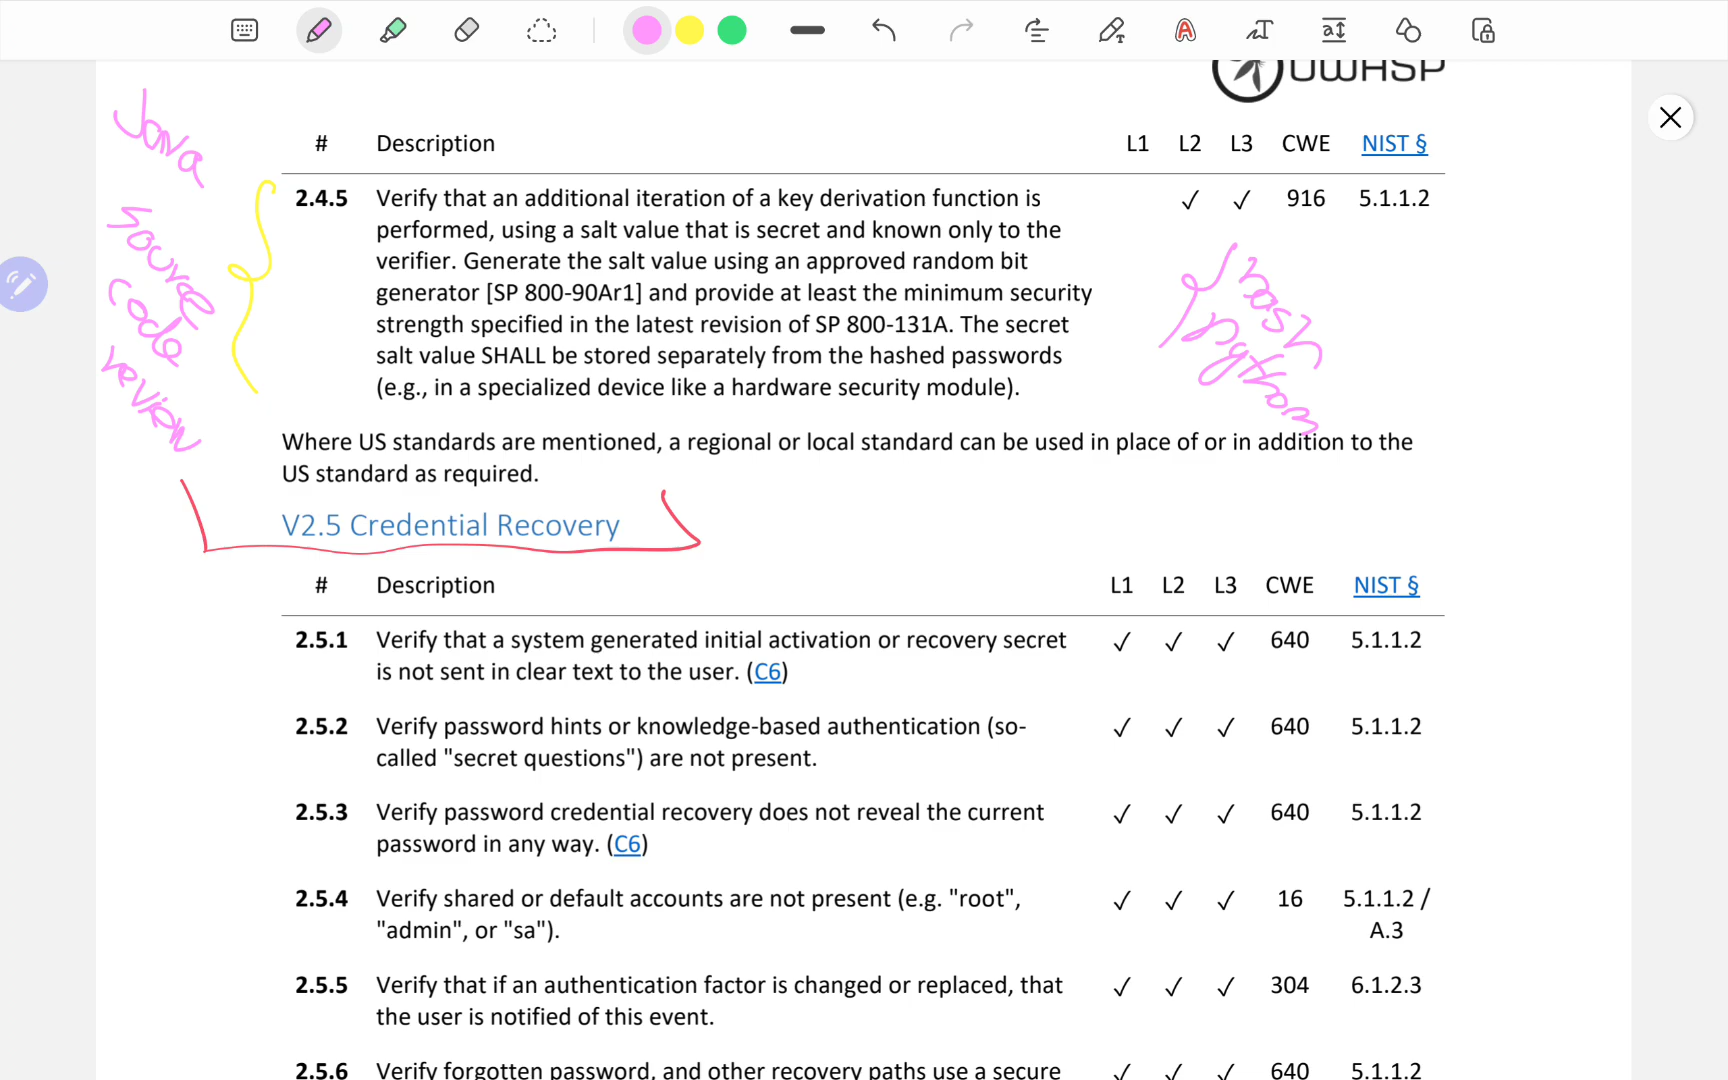 OWASP
# Description L1 L2 L3 CWE NIST §
2.4.5 Verify that an additional iteration of a key derivation function is ✓ ✓ 916 5.1.1.2
performed, using a salt value that is secret and known only to the
verifier. Generate the salt value using an approved random bit
generator [SP 800-90Ar1] and provide at least the minimum security
strength specified in the latest revision of SP 800-131A. The secret
salt value SHALL be stored separately from the hashed passwords
(e.g., in a specialized device like a hardware security module).
Java
source
code
review
hash
python
Where US standards are mentioned, a regional or local standard can be used in place of or in addition to the
US standard as required.
V2.5 Credential Recovery
# Description L1 L2 L3 CWE NIST §
2.5.1 Verify that a system generated initial activation or recovery secret ✓ ✓ ✓ 640 5.1.1.2
is not sent in clear text to the user. (C6)
2.5.2 Verify password hints or knowledge-based authentication (so- ✓ ✓ ✓ 640 5.1.1.2
called "secret questions") are not present.
2.5.3 Verify password credential recovery does not reveal the current ✓ ✓ ✓ 640 5.1.1.2
password in any way. (C6)
2.5.4 Verify shared or default accounts are not present (e.g. "root", ✓ ✓ ✓ 16 5.1.1.2 /
"admin", or "sa"). A.3
2.5.5 Verify that if an authentication factor is changed or replaced, that ✓ ✓ ✓ 304 6.1.2.3
the user is notified of this event.
2.5.6 Verify forgotten password, and other recovery paths use a secure ✓ ✓ ✓ 640 5.1.1.2